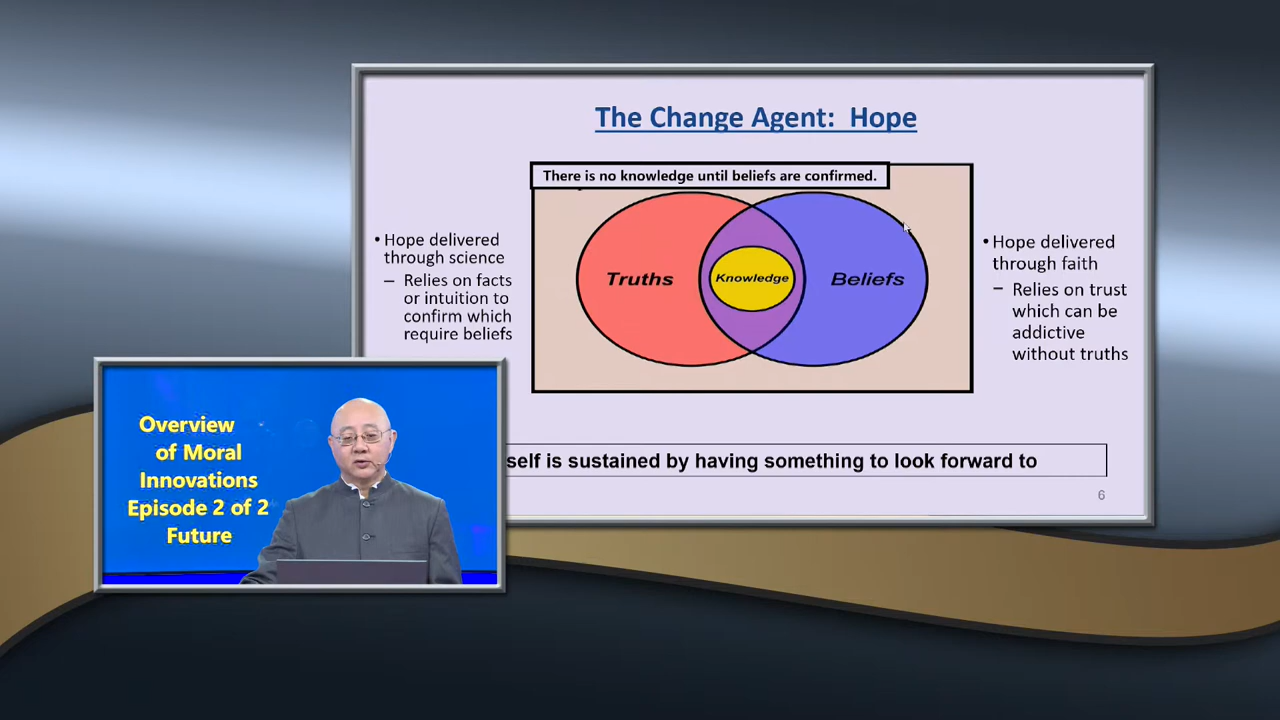 The Change Agent: Hope
There is no knowledge until beliefs are confirmed.
• Hope delivered
through science
– Relies on facts
or intuition to
confirm which
require beliefs
Truths
Knowledge
Beliefs
• Hope delivered
through faith
– Relies on trust
which can be
addictive
without truths
self is sustained by having something to look forward to
6
Overview
of Moral
Innovations
Episode 2 of 2
Future